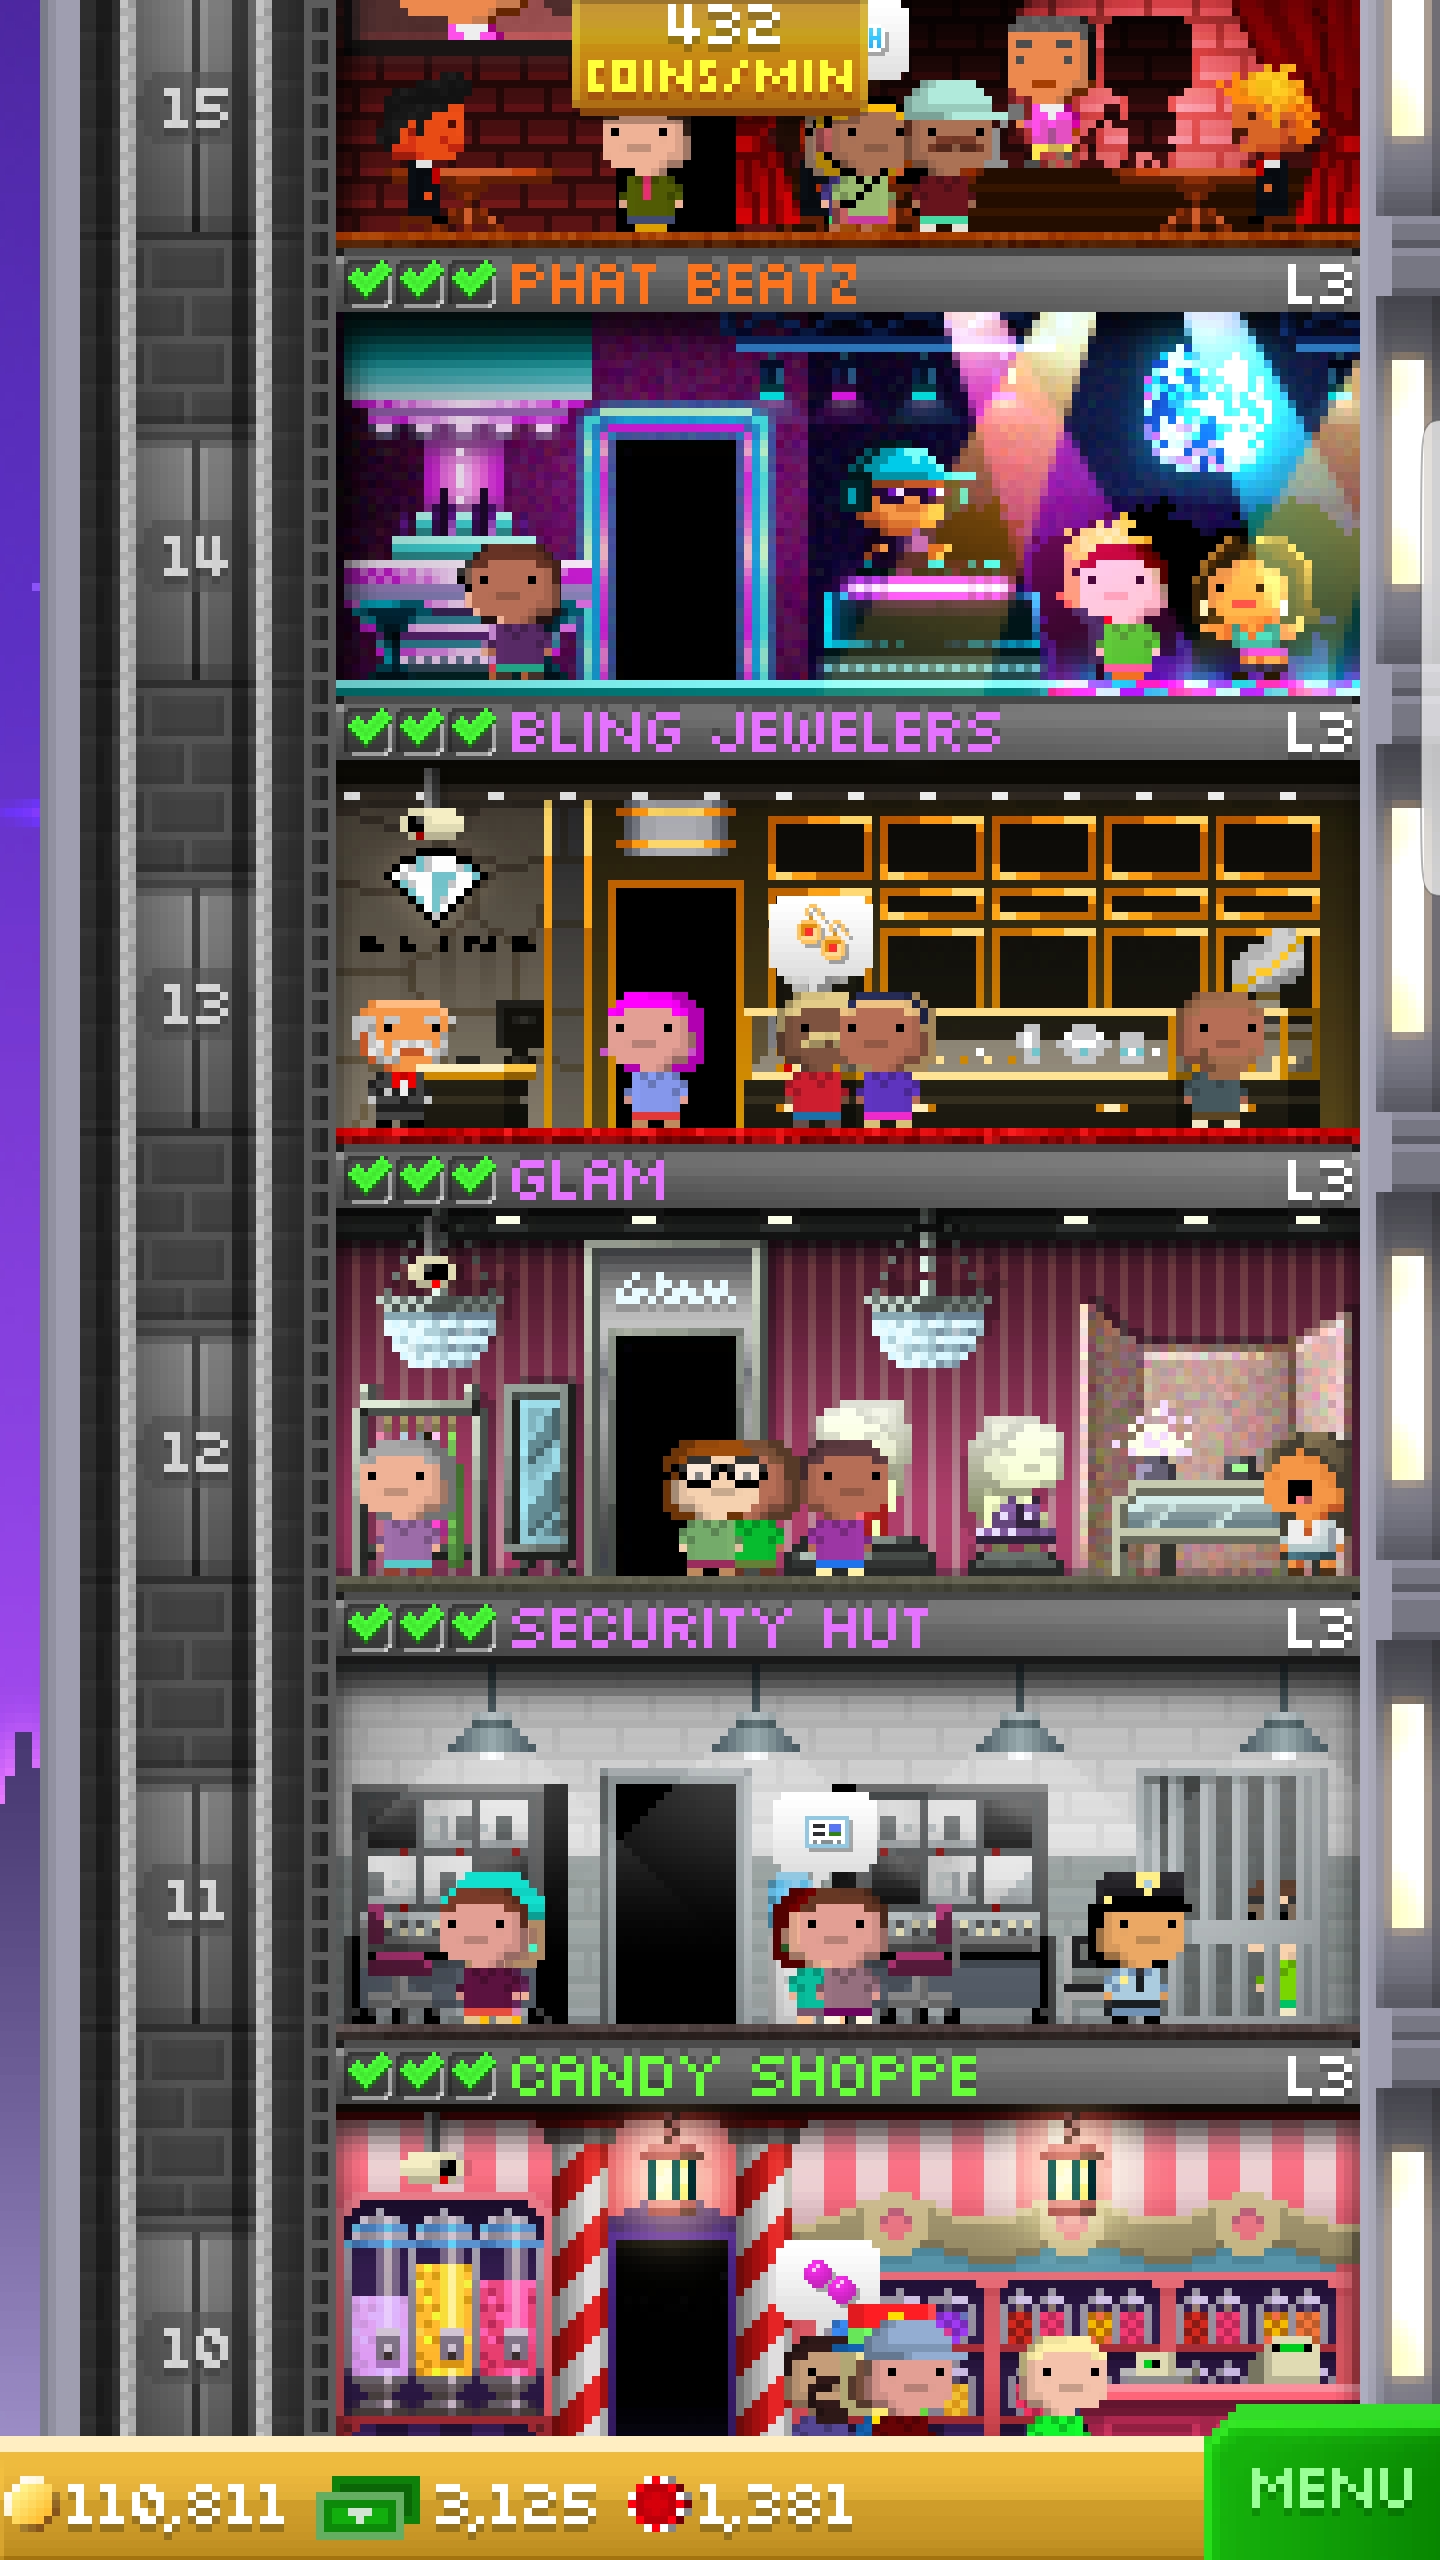 432
COINS/MIN
15
PHAT BEATZ L3
14
BLING JEWELERS L3
BLING
13
GLAM L3
Glam
12
SECURITY HUT L3
11
CANDY SHOPPE L3
10
110,811 3,125 1,381
MENU